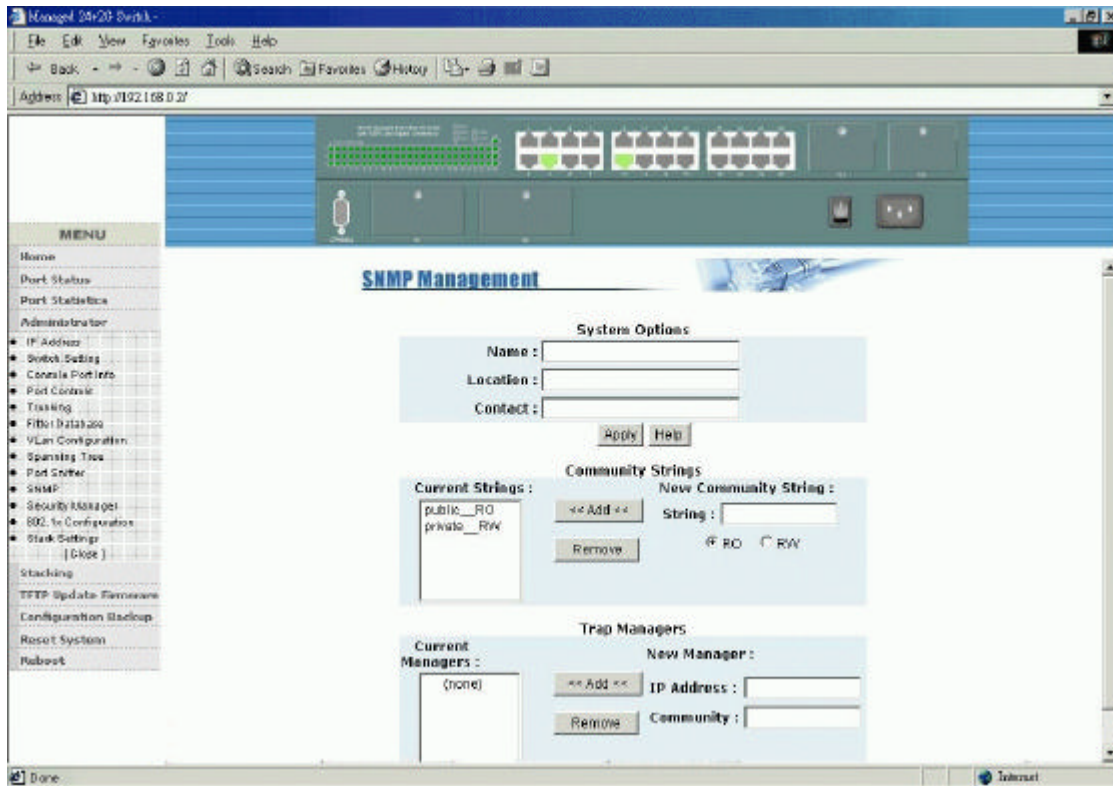 Managed 24+2G Switch -
File Edit View Favorites Tools Help
Back Search Favorites History
Address http://192.168.0.2/
MENU
Home
Port Status
Port Statistics
Administrator
IP Address
Switch Setting
Console Port Info
Port Controls
Trunking
Filter Database
VLan Configuration
Spanning Tree
Port Sniffer
SNMP
Security Manager
802.1x Configuration
Stack Settings
[ Close ]
Stacking
TFTP Update Firmware
Configuration Backup
Reset System
Reboot
SNMP Management
System Options
Name :
Location :
Contact :
Apply Help
Community Strings
Current Strings : New Community String :
public__RO
private__RW
<< Add << String :
Remove RO RW
Trap Managers
Current Managers : New Manager :
(none)
<< Add << IP Address :
Remove Community :
Done Internet